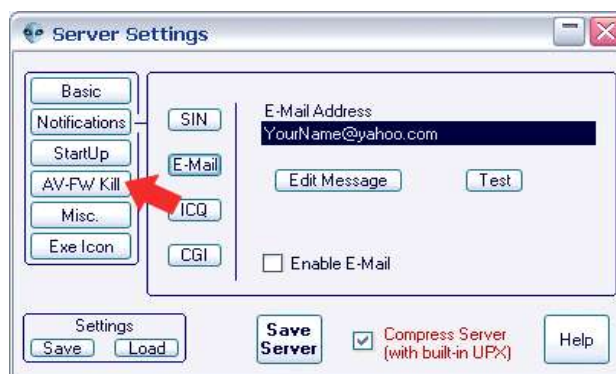 Server Settings
Basic
Notifications
StartUp
AV-FW Kill
Misc.
Exe Icon
SIN
E-Mail
ICQ
CGI
E-Mail Address
YourName@yahoo.com
Edit Message
Test
Enable E-Mail
Settings
Save
Load
Save
Server
Compress Server
(with built-in UPX)
Help